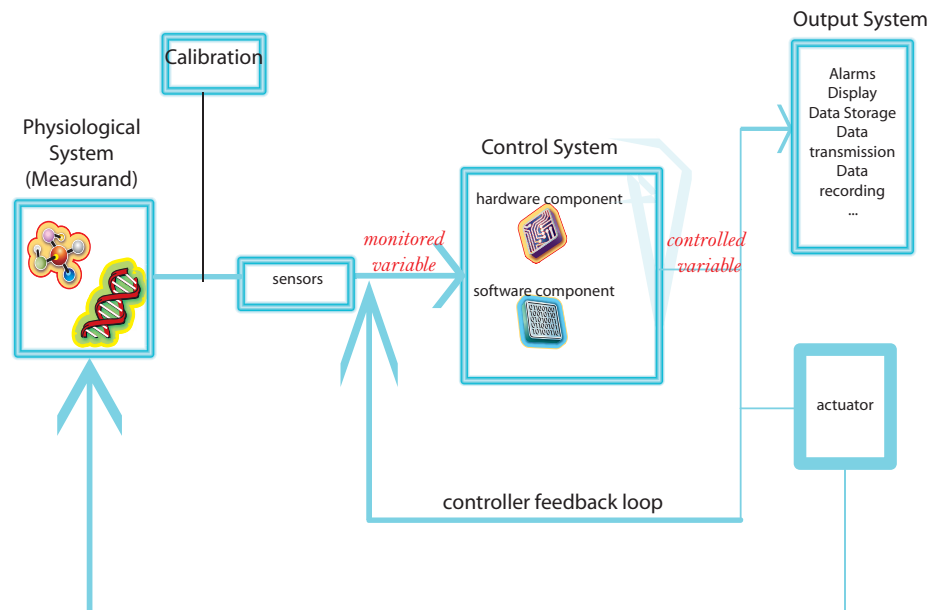 Output System
Calibration
Alarms
Display
Data Storage
Data
transmission
Data
recording
...
Physiological
System
(Measurand)
Control System
hardware component
monitored
variable
controlled
variable
sensors
software component
actuator
controller feedback loop